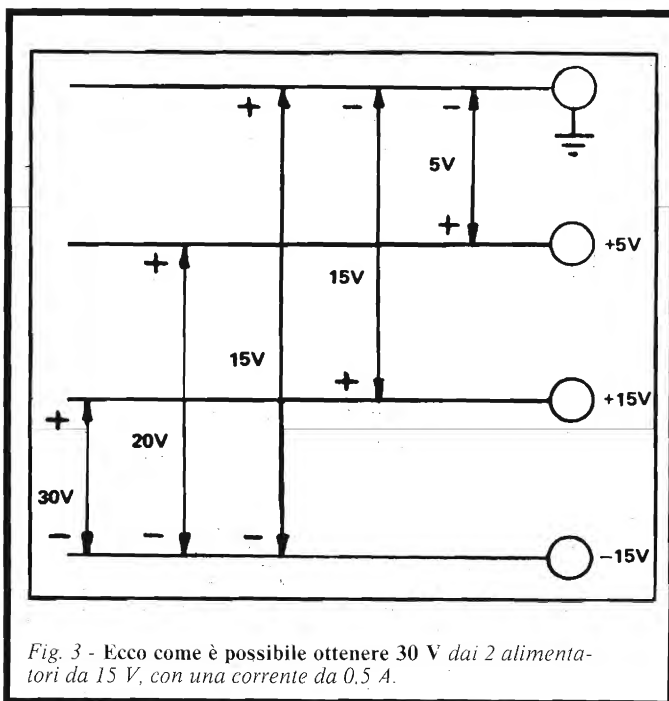 + - -
5V
+
+5V
+
15V
15V
+
+15V
+
20V
30V
- - -
-15V
Fig. 3 - Ecco come è possibile ottenere 30 V dai 2 alimenta-
tori da 15 V, con una corrente da 0,5 A.